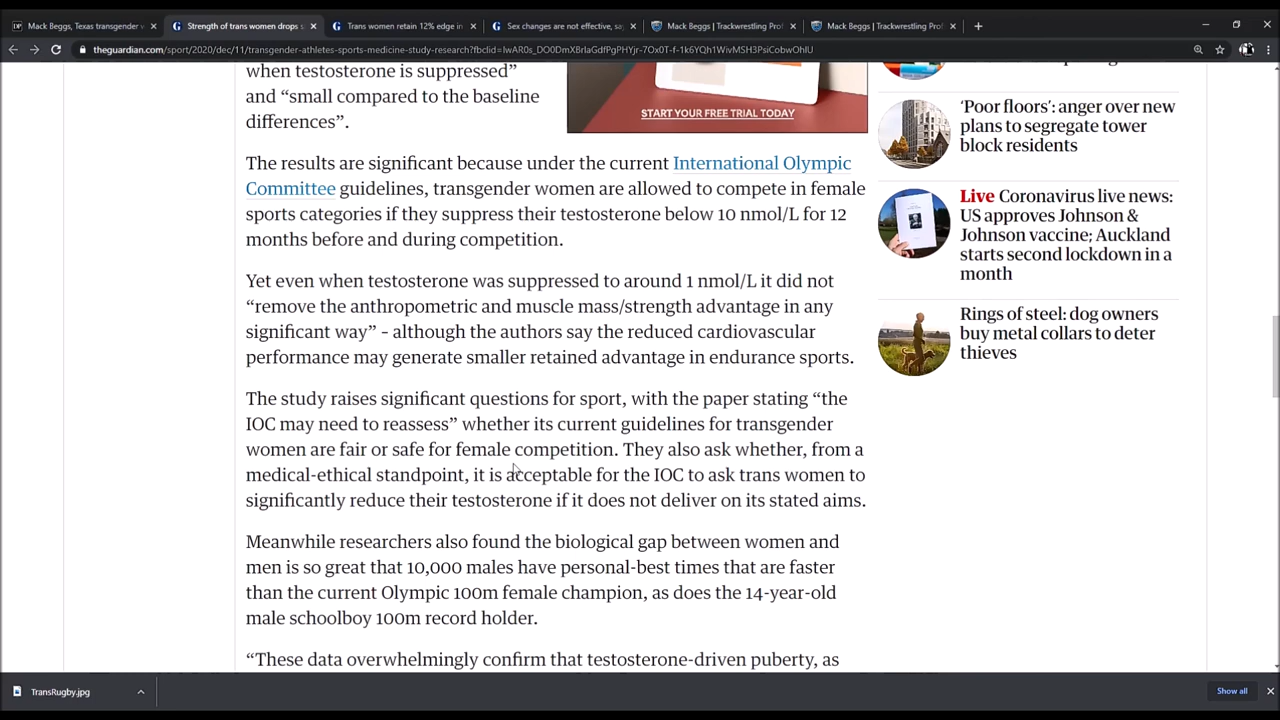 Mack Beggs, Texas transgender w
Strength of trans women drops s
Trans women retain 12% edge in
Sex changes are not effective, say
Mack Beggs | Trackwrestling Prof
Mack Beggs | Trackwrestling Prof
when testosterone is suppressed”
and “small compared to the baseline
differences”.
START YOUR FREE TRIAL TODAY
The results are significant because under the current International Olympic
Committee guidelines, transgender women are allowed to compete in female
sports categories if they suppress their testosterone below 10 nmol/L for 12
months before and during competition.
Yet even when testosterone was suppressed to around 1 nmol/L it did not
“remove the anthropometric and muscle mass/strength advantage in any
significant way” – although the authors say the reduced cardiovascular
performance may generate smaller retained advantage in endurance sports.
The study raises significant questions for sport, with the paper stating “the
IOC may need to reassess” whether its current guidelines for transgender
women are fair or safe for female competition. They also ask whether, from a
medical-ethical standpoint, it is acceptable for the IOC to ask trans women to
significantly reduce their testosterone if it does not deliver on its stated aims.
Meanwhile researchers also found the biological gap between women and
men is so great that 10,000 males have personal-best times that are faster
than the current Olympic 100m female champion, as does the 14-year-old
male schoolboy 100m record holder.
“These data overwhelmingly confirm that testosterone-driven puberty, as
‘Poor floors’: anger over new
plans to segregate tower
block residents
Live Coronavirus live news:
US approves Johnson &
Johnson vaccine; Auckland
starts second lockdown in a
month
Rings of steel: dog owners
buy metal collars to deter
thieves
TransRugby.jpg
Show all